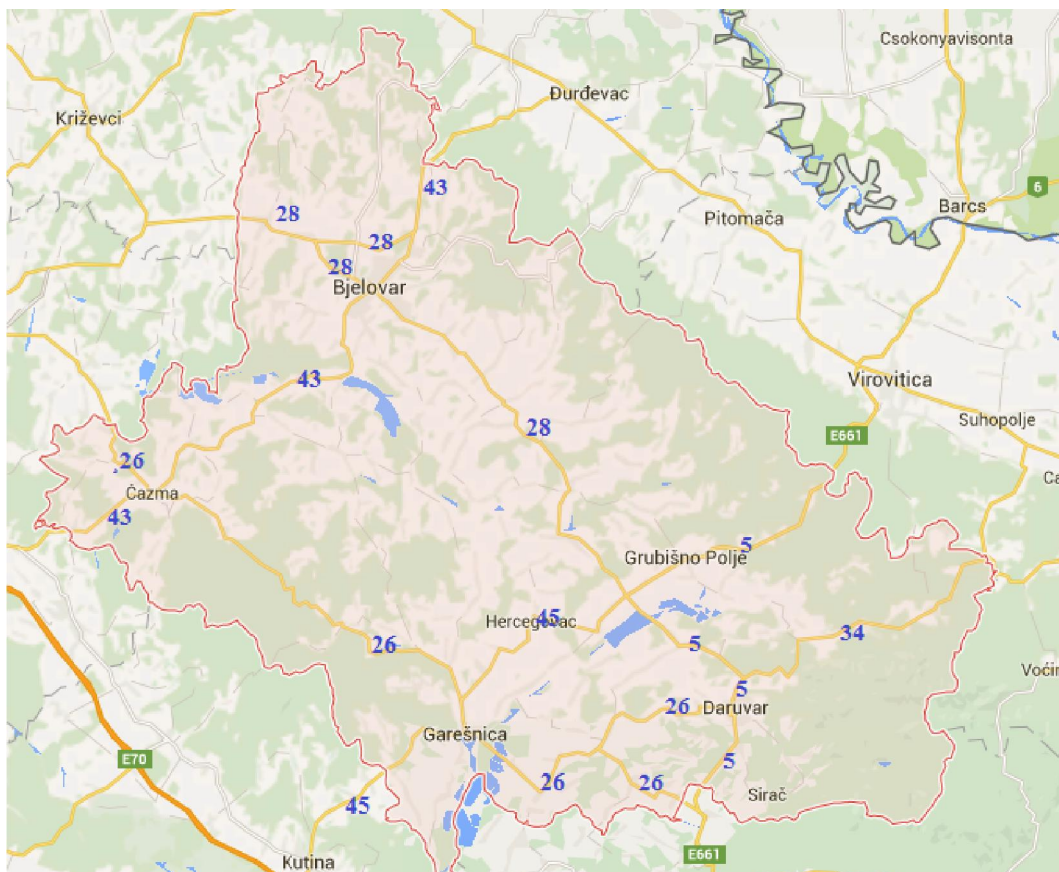 Csokonyavisonta
Đurđevac
Križevci
43
6
Barcs
28
Pitomača
28
28
Bjelovar
43
Virovitica
28
Suhopolje
E661
26
Čazma
43
5
Grubišno Polje
45
Hercegovac
34
26
5
Voćin
5
26
Daruvar
Garešnica
E70
5
26
26
Sirač
45
E661
Kutina